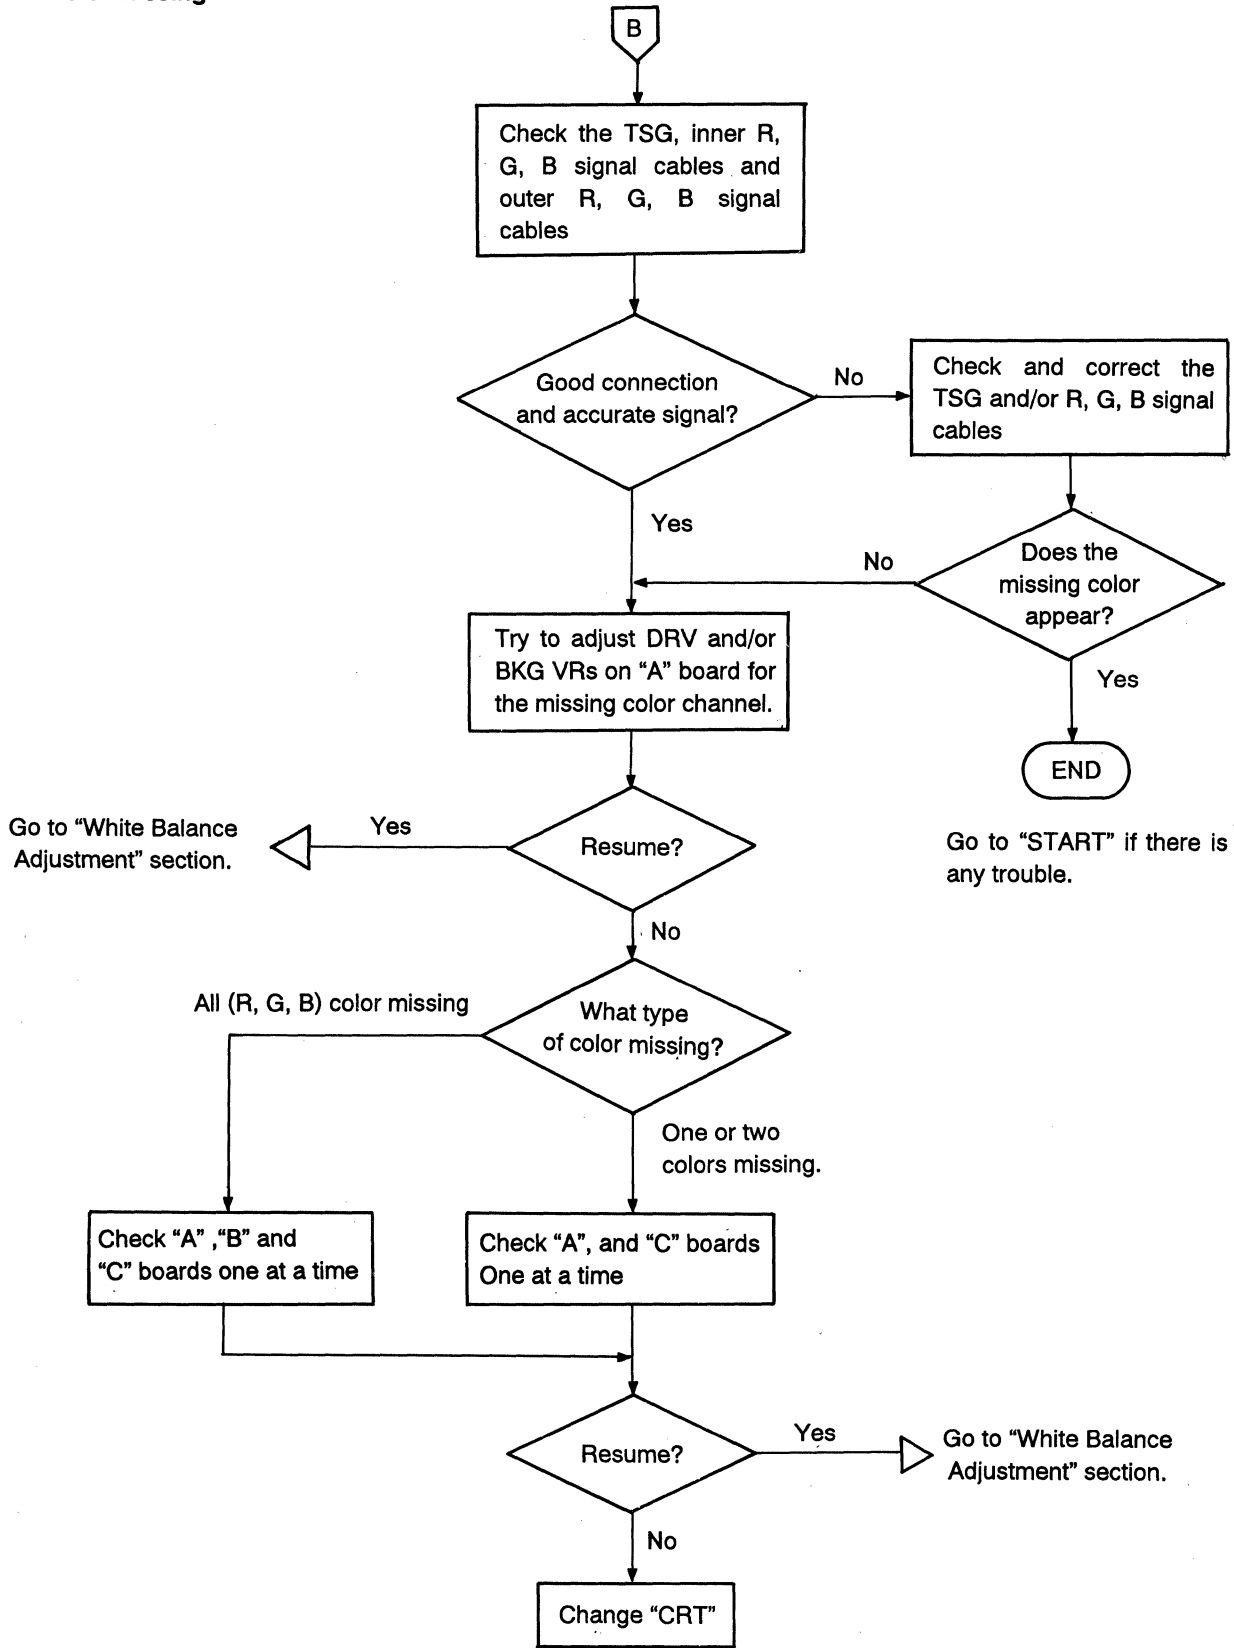 B
Check the TSG, inner R,
G, B signal cables and
outer R, G, B signal
cables
Good connection
and accurate signal?
No
Check and correct the
TSG and/or R, G, B signal
cables
Yes
No
Does the
missing color
appear?
Try to adjust DRV and/or
BKG VRs on “A” board for
the missing color channel.
Yes
END
Go to “START” if there is
any trouble.
Go to “White Balance
Adjustment” section.
Yes
Resume?
No
All (R, G, B) color missing
What type
of color missing?
One or two
colors missing.
Check “A” ,“B” and
“C” boards one at a time
Check “A”, and “C” boards
One at a time
Resume?
Yes
Go to “White Balance
Adjustment” section.
No
Change “CRT”